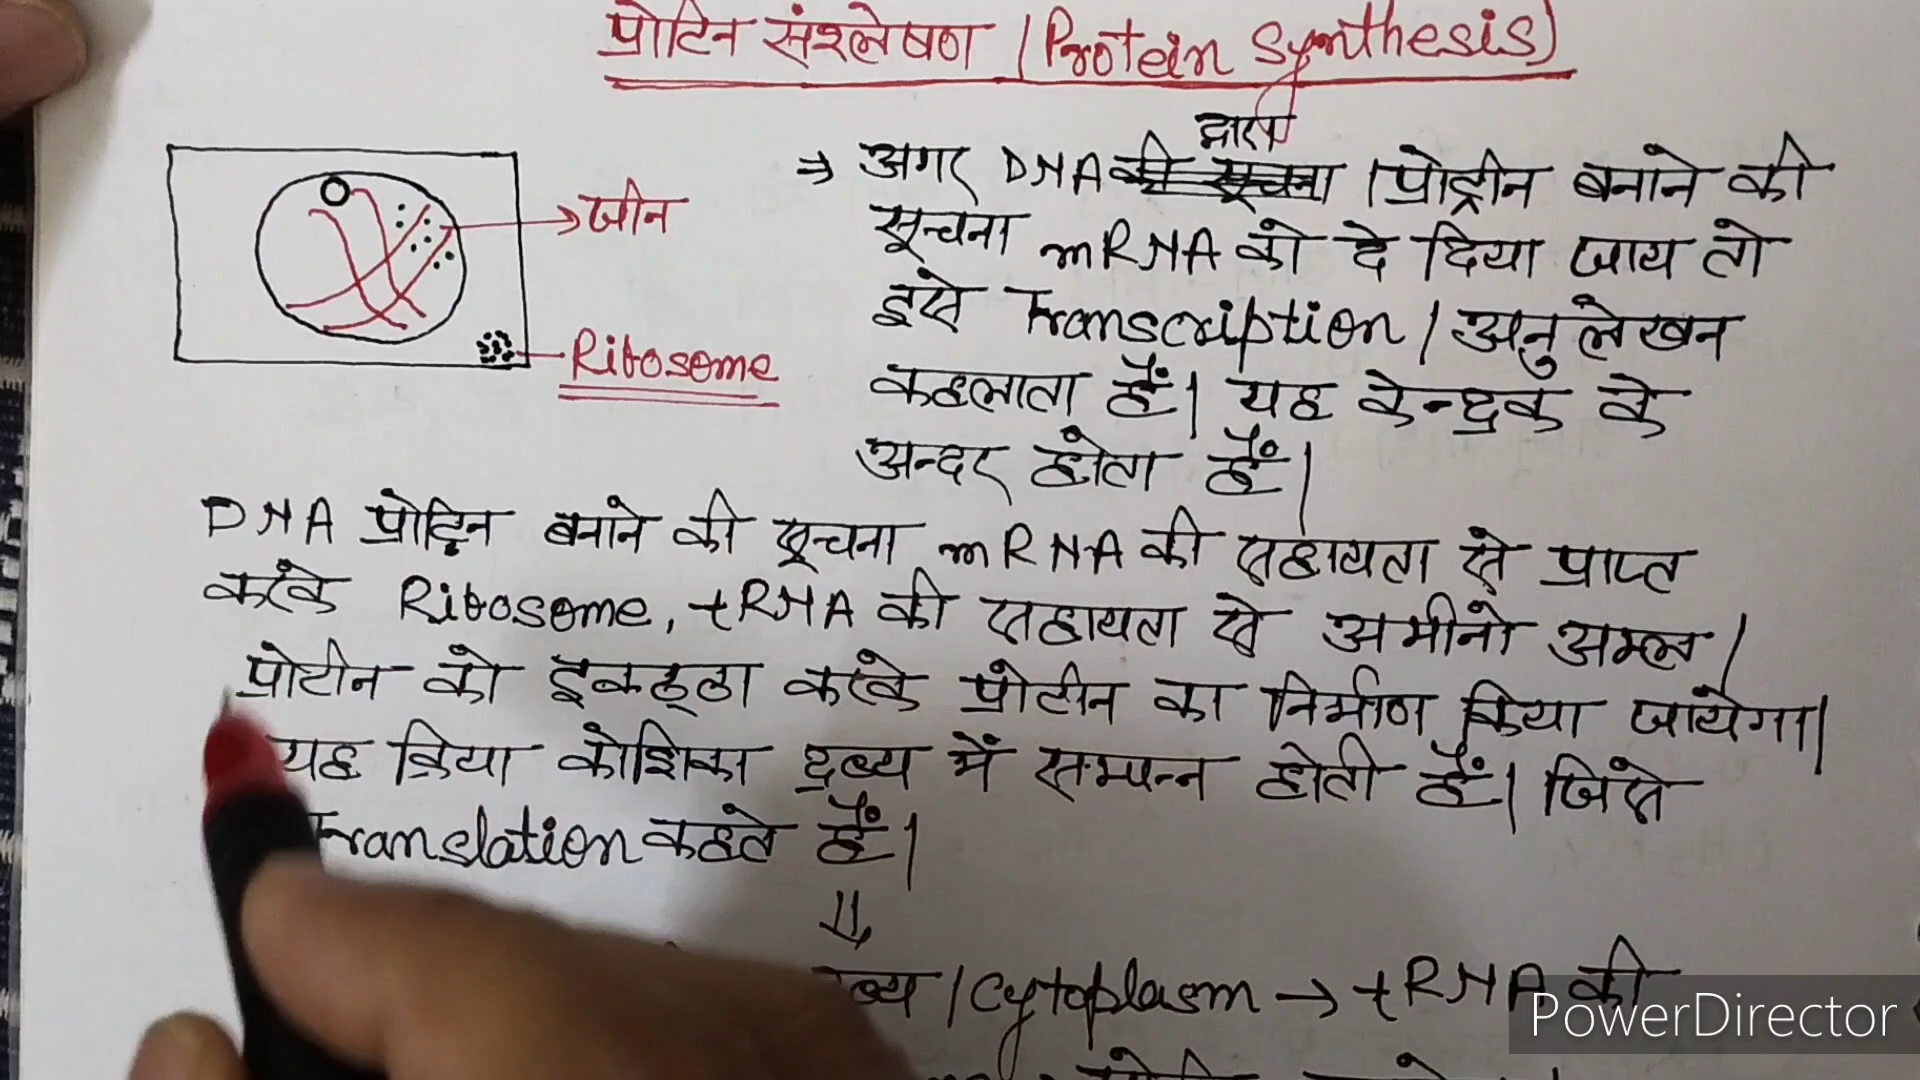 प्रोटिन संश्लेषण / (Protein Synthesis)
द्वारा
⇒ अगर DNA की सूचना / प्रोट्रीन बनाने की
जीन
सूचना mRNA को दे दिया जाय तो
इसे Transcription / अनुलेखन
Ribosome
कहलाता हैं। यह केन्द्रक के
अन्दर होता हैं।
DNA प्रोट्रिन बनाने की सूचना mRNA की सहायता से प्राप्त
करके Ribosome, tRNA की सहायता से अमीनो अम्ल /
प्रोटीन को इकठ्ठा करके प्रोटीन का निर्माण किया जायेगा।
यह क्रिया कोशिका द्रव्य में सम्पन्न होती हैं। जिसे
Translation कहते हैं।
/ Cytoplasm → tRNA की
PowerDirector